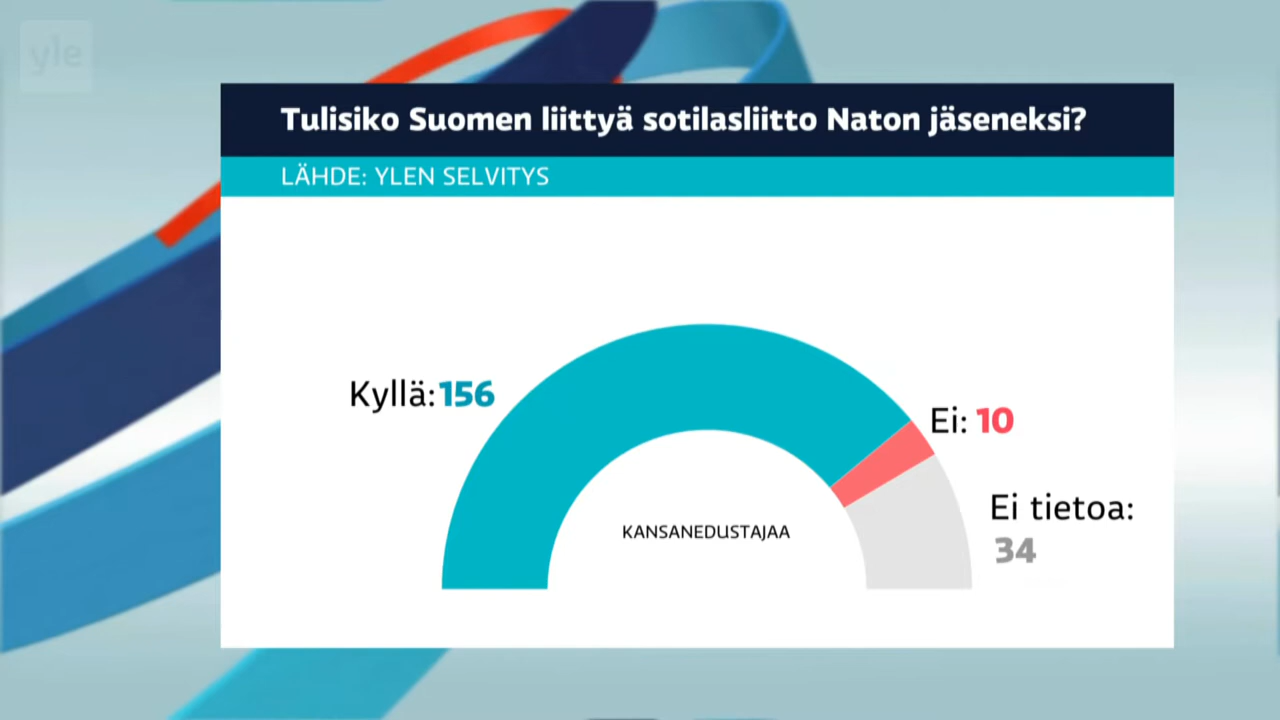 yle
Tulisiko Suomen liittyä sotilasliitto Naton jäseneksi?
LÄHDE: YLEN SELVITYS
Kyllä: 156
Ei: 10
Ei tietoa:
34
KANSANEDUSTAJAA